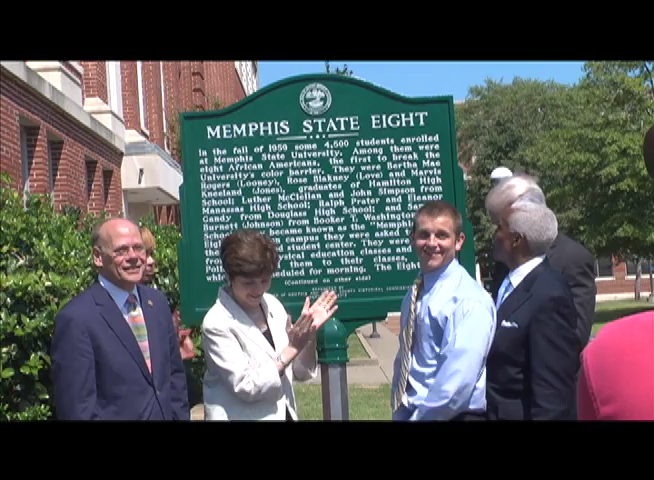 MEMPHIS STATE EIGHT
In the fall of 1959 some 4,500 students enrolled
at Memphis State University. Among them were
eight African Americans, the first to break the
University's color barrier. They were Bertha Mae
Rogers (Looney), Rose Blakney (Love) and Marvis
Kneeland (Jones), graduates of Hamilton High
School; Luther McClellan and John Simpson from
Manassas High School; Ralph Prater and Eleanor
Gandy from Douglass High School; and Sam
Burnett (Johnson) from Booker T. Washington
School became known as the "Memphis
campus they were asked
student center. They were
physical education classes and
them to their classes,
scheduled for morning. The Eight
(Continued on other side)